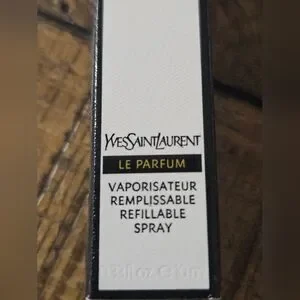 YVESSAINTLAURENT
LE PARFUM
VAPORISATEUR
REMPLISSABLE
REFILLABLE
SPRAY